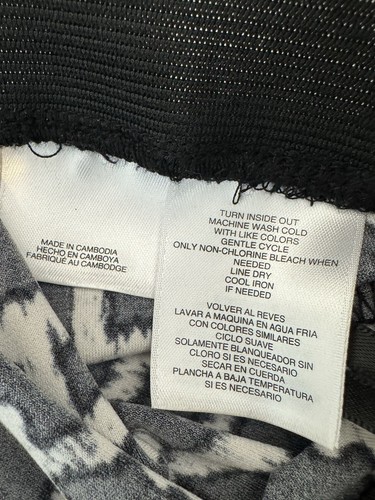 MADE IN CAMBODIA
HECHO EN CAMBOYA
FABRIQUÉ AU CAMBODGE
TURN INSIDE OUT
MACHINE WASH COLD
WITH LIKE COLORS
GENTLE CYCLE
ONLY NON-CHLORINE BLEACH WHEN
NEEDED
LINE DRY
COOL IRON
IF NEEDED
VOLVER AL REVES
LAVAR A MAQUINA EN AGUA FRIA
CON COLORES SIMILARES
CICLO SUAVE
SOLAMENTE BLANQUEADOR SIN
CLORO SI ES NECESARIO
SECAR EN CUERDA
PLANCHA A BAJA TEMPERATURA
SI ES NECESARIO